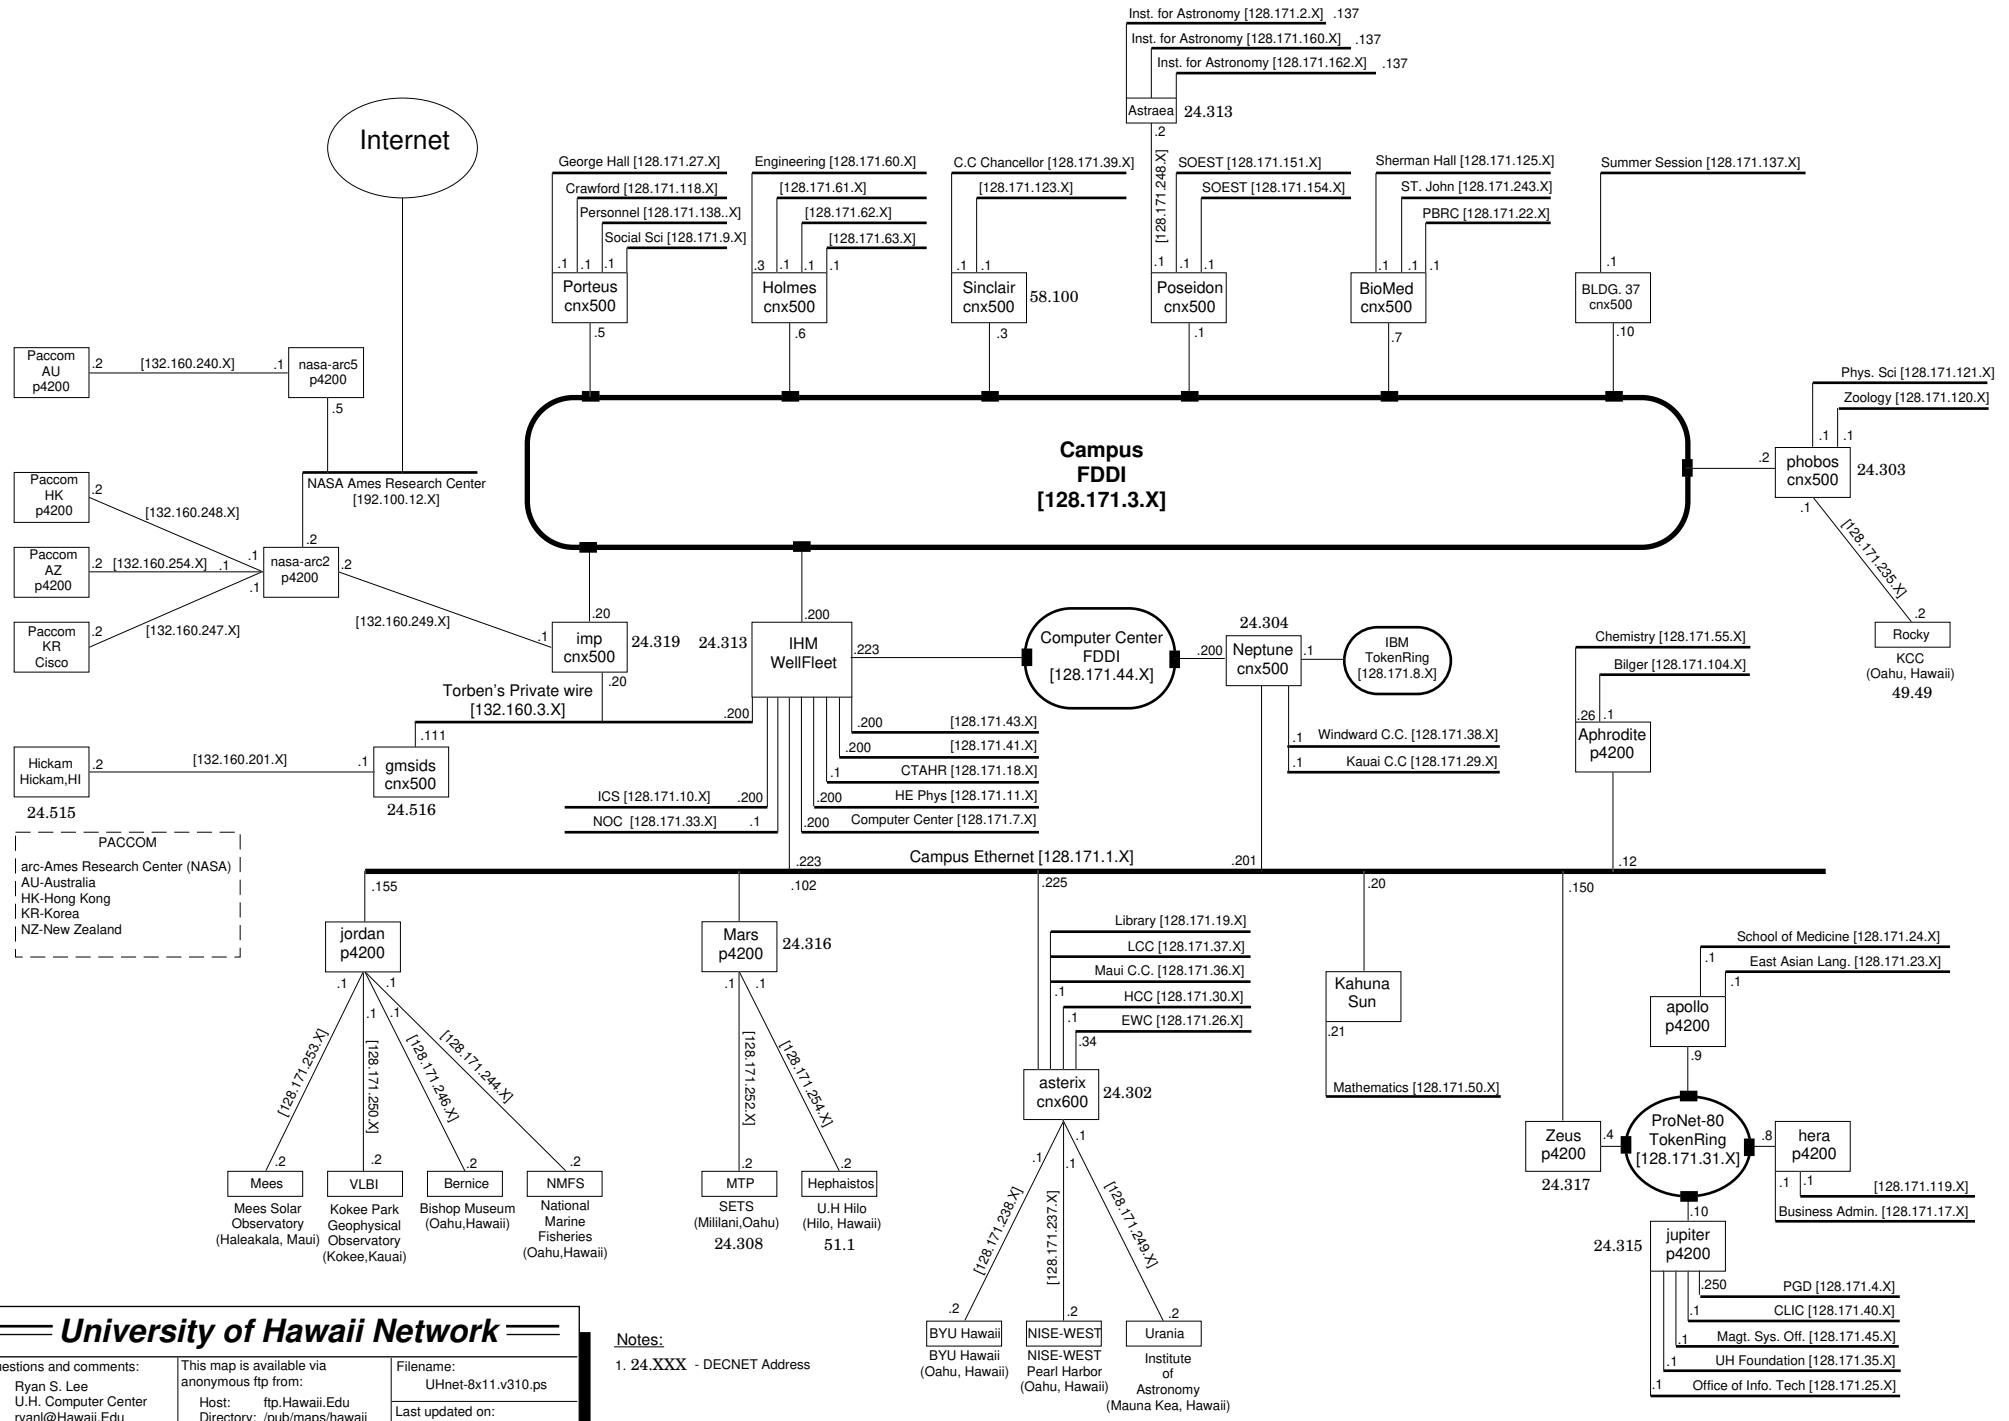 Inst. for Astronomy [128.171.2.X] .137
Inst. for Astronomy [128.171.160.X] .137
Inst. for Astronomy [128.171.162.X] .137
Astraea 24.313
.2
[128.171.248.X]
Internet
George Hall [128.171.27.X]
Crawford [128.171.118.X]
Personnel [128.171.138..X]
Social Sci [128.171.9.X]
.1 .1 .1
Porteus
cnx500
.5
Engineering [128.171.60.X]
[128.171.61.X]
[128.171.62.X]
[128.171.63.X]
.3 .1 .1 .1
Holmes
cnx500
.6
C.C Chancellor [128.171.39.X]
[128.171.123.X]
.1 .1
Sinclair
cnx500
58.100
.3
SOEST [128.171.151.X]
SOEST [128.171.154.X]
.1 .1 .1
Poseidon
cnx500
.1
Sherman Hall [128.171.125.X]
ST. John [128.171.243.X]
PBRC [128.171.22.X]
.1 .1 .1
BioMed
cnx500
.7
Summer Session [128.171.137.X]
.1
BLDG. 37
cnx500
.10
Paccom
AU
p4200
.2 [132.160.240.X] .1
nasa-arc5
p4200
.5
NASA Ames Research Center
[192.100.12.X]
Paccom
HK
p4200
.2
[132.160.248.X]
Paccom
AZ
p4200
.2 [132.160.254.X] .1
.1
.1
Paccom
KR
Cisco
.2
[132.160.247.X]
.2
nasa-arc2
p4200
.2
[132.160.249.X]
.1
Campus
FDDI
[128.171.3.X]
Phys. Sci [128.171.121.X]
Zoology [128.171.120.X]
.1 .1
.2
phobos
cnx500
24.303
.1
[128.171.235.X]
.2
Rocky
KCC
(Oahu, Hawaii)
49.49
.20
imp
cnx500
24.319
.20
Torben's Private wire
[132.160.3.X]
.200
.111
gmsids
cnx500
24.516
.1
[132.160.201.X]
.2
Hickam
Hickam,HI
24.515
.200
24.313
IHM
WellFleet
.223
Computer Center
FDDI
[128.171.44.X]
24.304
.200
Neptune
cnx500
.1
IBM
TokenRing
[128.171.8.X]
.200 [128.171.43.X]
.200 [128.171.41.X]
.1 CTAHR [128.171.18.X]
.200 HE Phys [128.171.11.X]
.200 Computer Center [128.171.7.X]
ICS [128.171.10.X] .200
NOC [128.171.33.X] .1
.1 Windward C.C. [128.171.38.X]
.1 Kauai C.C [128.171.29.X]
Chemistry [128.171.55.X]
Bilger [128.171.104.X]
.26 .1
Aphrodite
p4200
PACCOM
arc-Ames Research Center (NASA)
AU-Australia
HK-Hong Kong
KR-Korea
NZ-New Zealand
.223
Campus Ethernet [128.171.1.X]
.201
.12
.155
.102
.225
.20
.150
jordan
p4200
.1 .1
.1 .1
[128.171.253.X]
[128.171.250.X]
[128.171.246.X]
[128.171.244.X]
.2 .2 .2 .2
Mees
VLBI
Bernice
NMFS
Mees Solar
Observatory
(Haleakala, Maui)
Kokee Park
Geophysical
Observatory
(Kokee,Kauai)
Bishop Museum
(Oahu,Hawaii)
National
Marine
Fisheries
(Oahu,Hawaii)
Mars
p4200
24.316
.1 .1
[128.171.252.X]
[128.171.254.X]
.2 .2
MTP
Hephaistos
SETS
(Mililani,Oahu)
24.308
U.H Hilo
(Hilo, Hawaii)
51.1
Library [128.171.19.X]
LCC [128.171.37.X]
Maui C.C. [128.171.36.X]
.1
HCC [128.171.30.X]
.1
EWC [128.171.26.X]
.34
asterix
cnx600
24.302
.1
.1
.1
[128.171.238.X]
[128.171.237.X]
[128.171.249.X]
.2 .2 .2
BYU Hawaii
NISE-WEST
Urania
BYU Hawaii
(Oahu, Hawaii)
NISE-WEST
Pearl Harbor
(Oahu, Hawaii)
Institute
of
Astronomy
(Mauna Kea, Hawaii)
Kahuna
Sun
.21
Mathematics [128.171.50.X]
School of Medicine [128.171.24.X]
.1
East Asian Lang. [128.171.23.X]
.1
apollo
p4200
.9
Zeus
p4200
24.317
.4
ProNet-80
TokenRing
[128.171.31.X]
.8
hera
p4200
.1 .1
[128.171.119.X]
Business Admin. [128.171.17.X]
.10
24.315
jupiter
p4200
.250 PGD [128.171.4.X]
.1 CLIC [128.171.40.X]
.1 Magt. Sys. Off. [128.171.45.X]
.1 UH Foundation [128.171.35.X]
.1 Office of Info. Tech [128.171.25.X]
University of Hawaii Network
uestions and comments:
Ryan S. Lee
U.H. Computer Center
ryanl@Hawaii.Edu
This map is available via
anonymous ftp from:
Host: ftp.Hawaii.Edu
Directory: /pub/maps/hawaii
Filename:
UHnet-8x11.v310.ps
Last updated on:
Notes:
1. 24.XXX - DECNET Address